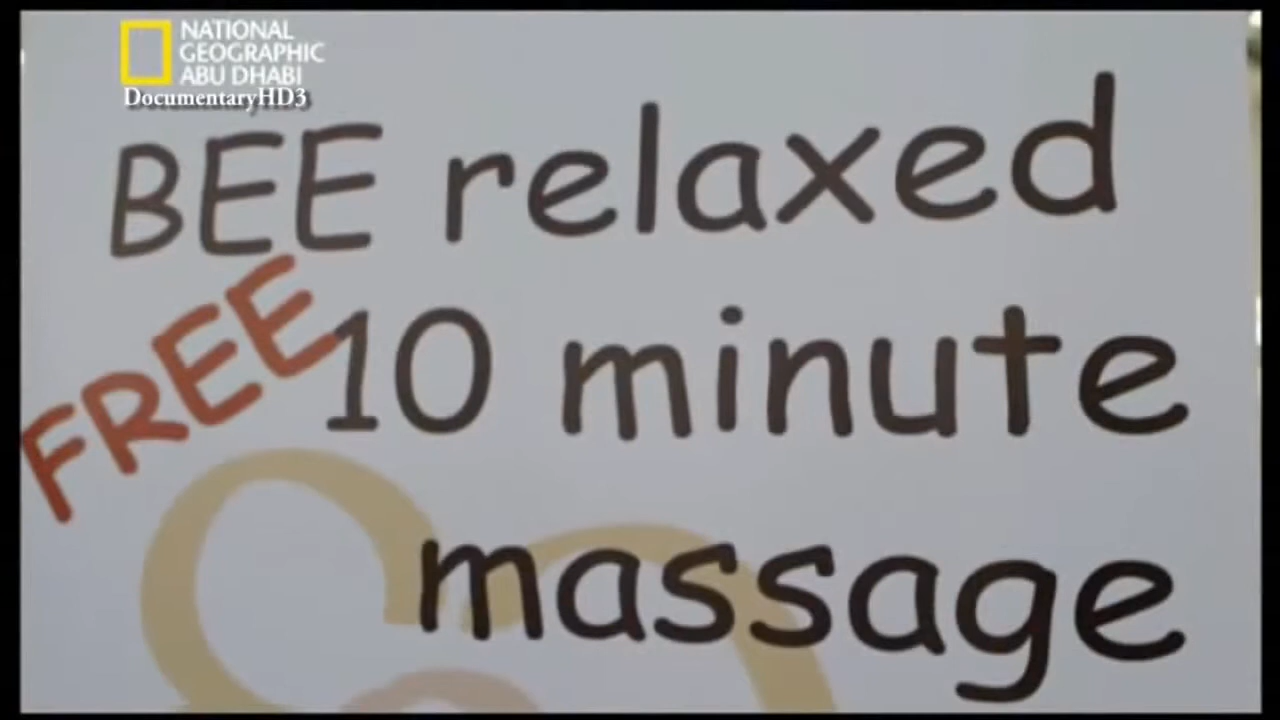 NATIONAL
GEOGRAPHIC
ABU DHABI
DocumentaryHD3
BEE relaxed
FREE
10 minute
massage